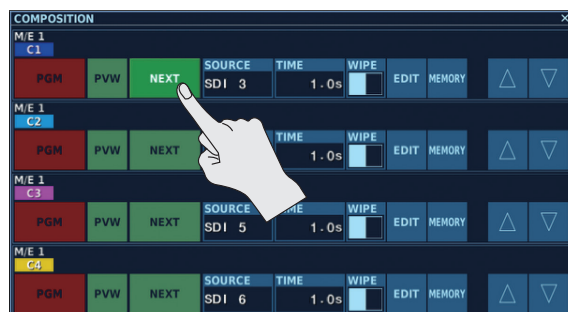 COMPOSITION ×
M/E 1
C1
SOURCE TIME WIPE
PGM PVW NEXT SDI 3 1.0s EDIT MEMORY
M/E 1
C2
TIME WIPE
PGM PVW NEXT 1.0s EDIT MEMORY
M/E 1
C3
SOURCE TIME WIPE
PGM PVW NEXT SDI 5 1.0s EDIT MEMORY
M/E 1
C4
SOURCE TIME WIPE
PGM PVW NEXT SDI 6 1.0s EDIT MEMORY